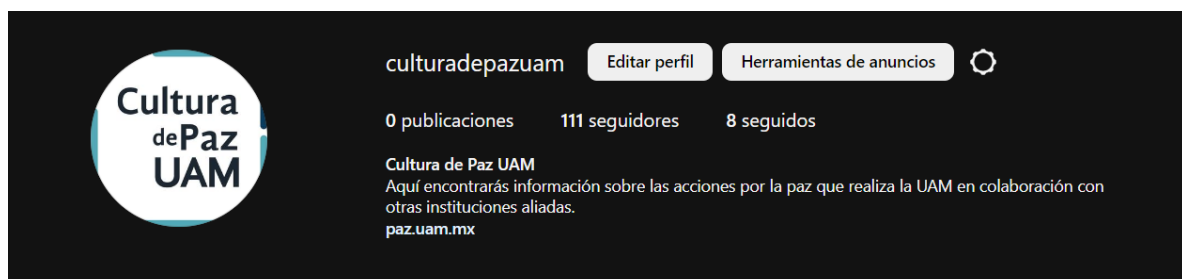 Cultura
de Paz
UAM
culturadepazuam
Editar perfil
Herramientas de anuncios
0 publicaciones
111 seguidores
8 seguidos
Cultura de Paz UAM
Aquí encontrarás información sobre las acciones por la paz que realiza la UAM en colaboración con
otras instituciones aliadas.
paz.uam.mx